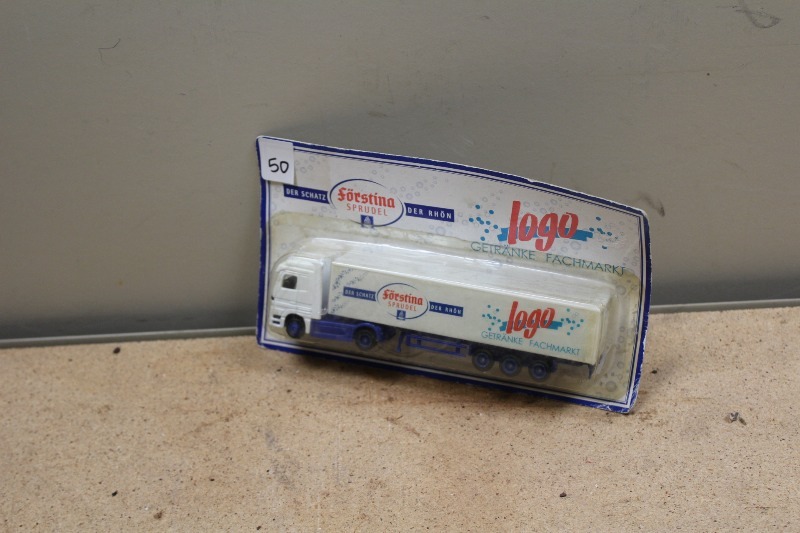 50
DER SCHATZ Förstina DER RHÖN
SPRUDEL
logo
GETRÄNKE FACHMARKT
DER SCHATZ Förstina DER RHÖN
SPRUDEL
logo
GETRÄNKE FACHMARKT